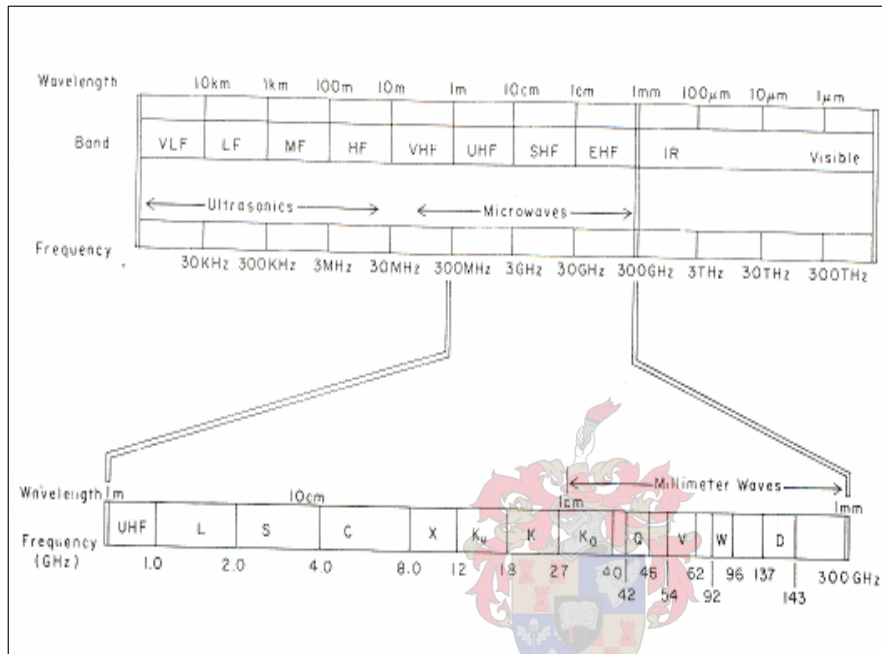 Wavelength 10km 1km 100m 10m 1m 10cm 1cm 1mm 100μm 10μm 1μm
Band VLF LF MF HF VHF UHF SHF EHF IR Visible
Ultrasonics Microwaves
Frequency
30KHz 300KHz 3MHz 30MHz 300MHz 3GHz 30GHz 300GHz 3THz 30THz 300THz
Millimeter Waves
Wavelength 1m 10cm 1cm 1mm
UHF L S C X Ku K Ka Q V W D
Frequency
(GHz) 1.0 2.0 4.0 8.0 12 18 27 40 45 62 96 137 300GHz
42 54 92 143